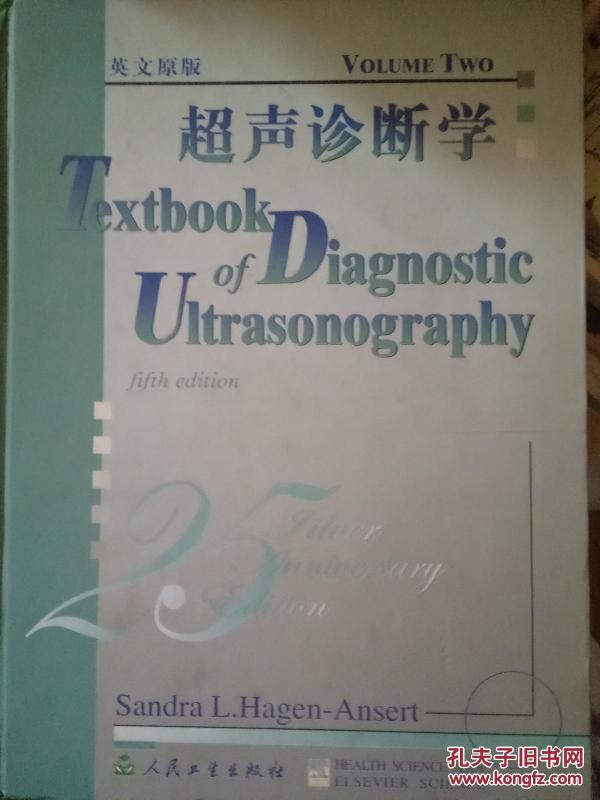 英文原版
VOLUME TWO
超声诊断学
Textbook
of Diagnostic
Ultrasonography
fifth edition
25
Silver
Anniversary
Edition
Sandra L.Hagen-Ansert
人民卫生出版社
HEALTH SCIENCE
ELSEVIER SCIENCE
孔夫子旧书网
www.kongfz.com